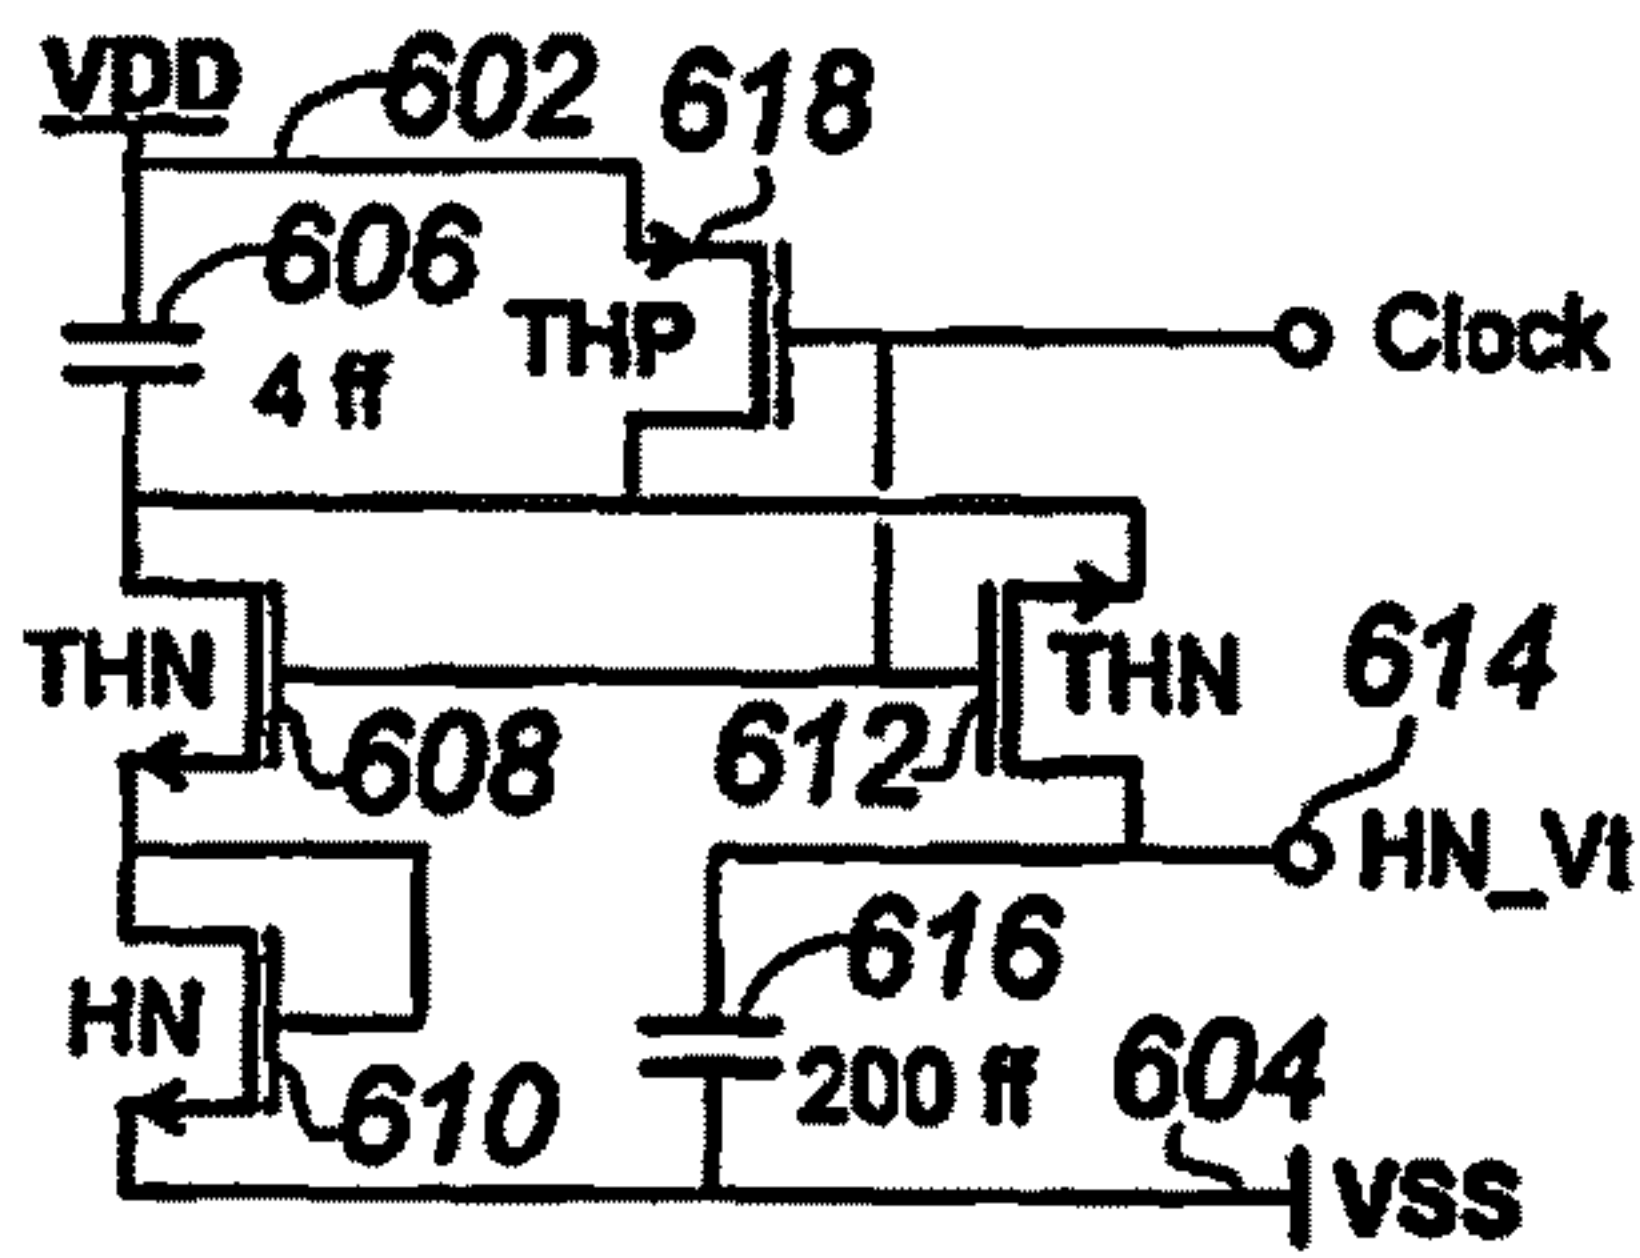 VDD 602 618
606
THP Clock
4 ff
THN THN 614
608 612
HN_Vt
616
HN 200 ff 604
610
VSS